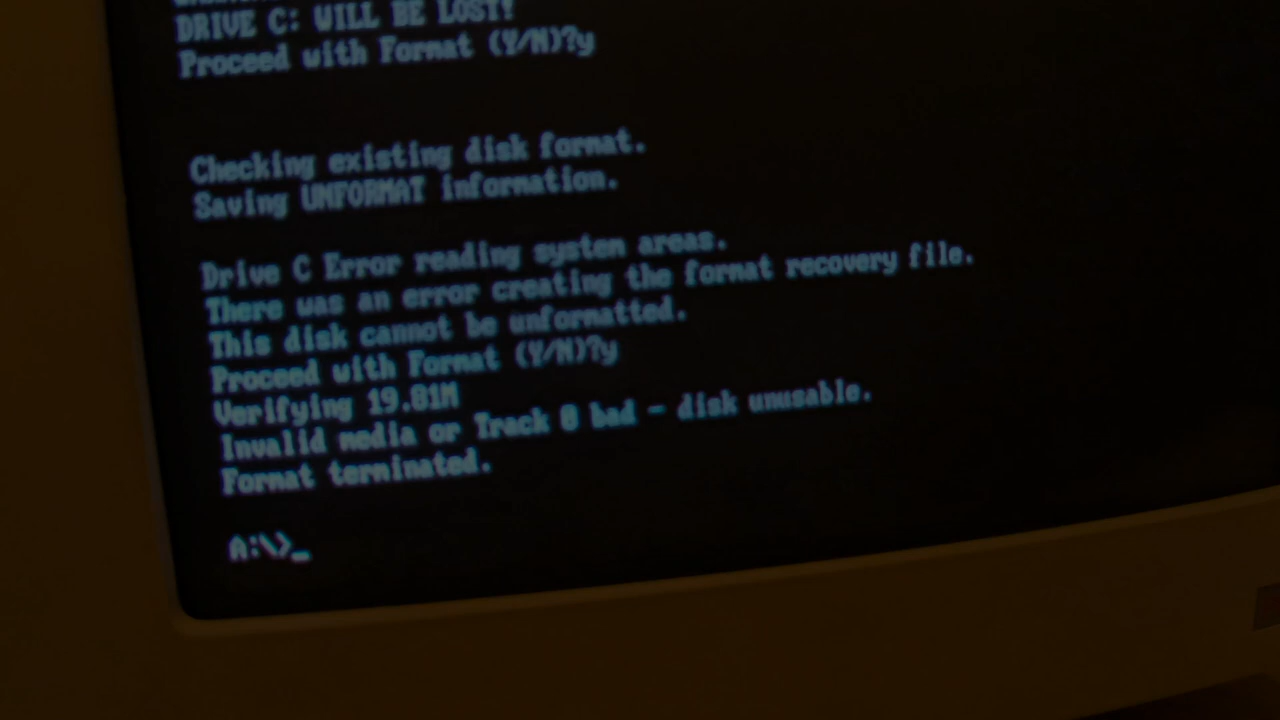 DRIVE C: WILL BE LOST!
Proceed with Format (Y/N)?y
Checking existing disk format.
Saving UNFORMAT information.
Drive C Error reading system areas.
There was an error creating the format recovery file.
This disk cannot be unformatted.
Proceed with Format (Y/N)?y
Verifying 19.81M
Invalid media or Track 0 bad - disk unusable.
Format terminated.
A:\>_